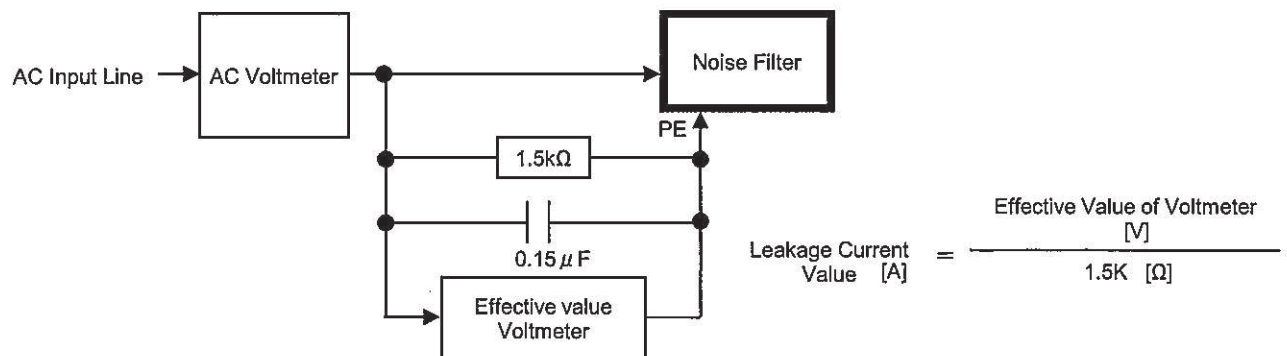 AC Input Line
AC Voltmeter
Noise Filter
PE
1.5kΩ
0.15μF
Effective value
Voltmeter
Leakage Current
Value [A]
=
Effective Value of Voltmeter
[V]
1.5K [Ω]